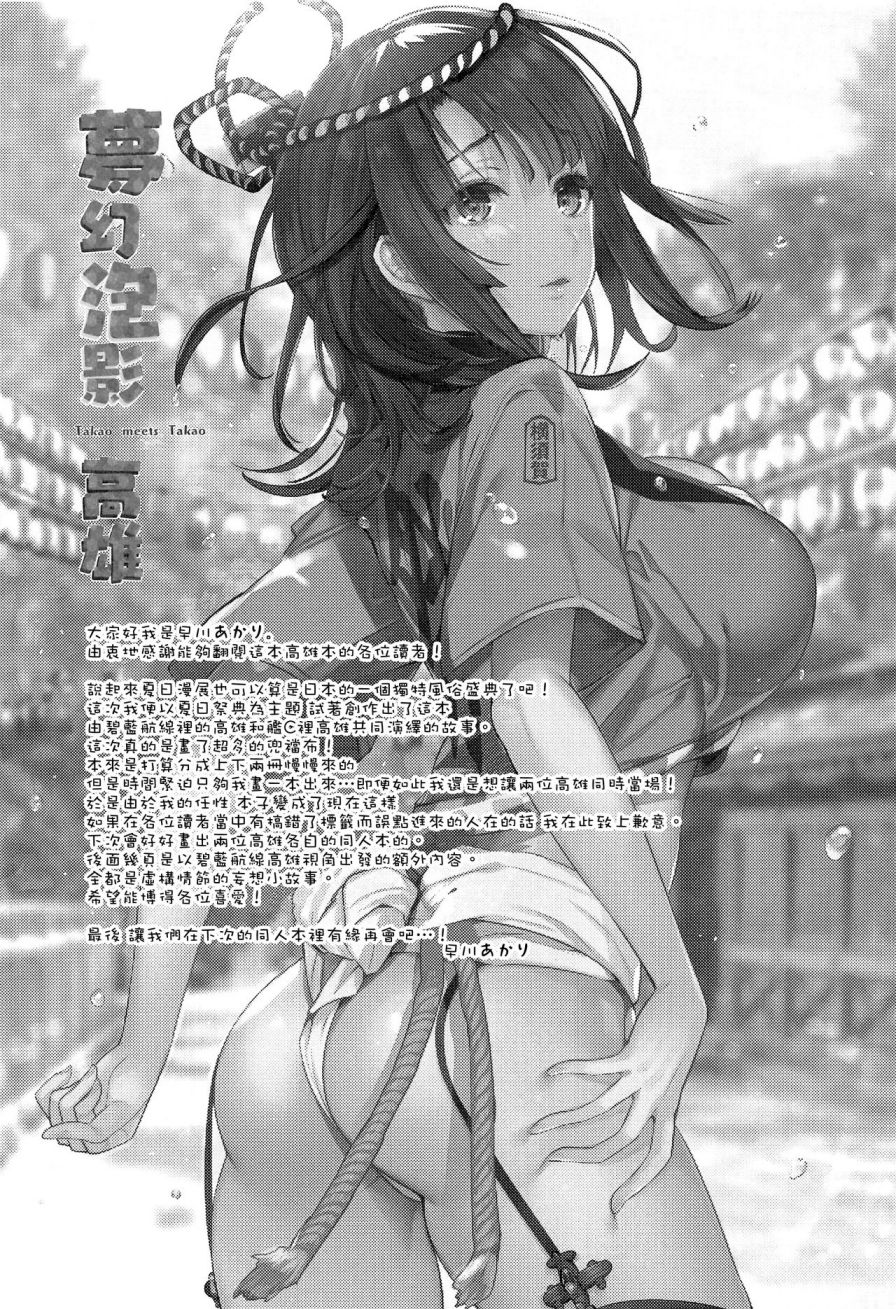 夢幻泡影
Takao meets Takao
高雄
横須賀
大家好我是早川あかり。
由衷地感謝能夠翻閱這本高雄本的各位讀者！
說起來夏日漫展也可以算是日本的一個獨特風俗盛典了吧！
這次我便以夏日祭典為主題 試著創作出了這本
由碧藍航線裡的高雄和艦C裡高雄共同演繹的故事。
這次真的是畫了超多的兜襠布！
本來是打算分成上下兩冊慢慢來的
但是時間緊迫只夠我畫一本出來…即便如此我還是想讓兩位高雄同時當場！
於是由於我的任性 本子變成了現在這樣
如果在各位讀者當中有搞錯了標籤而誤點進來的人在的話 我在此致上歉意。
下次會好好畫出兩位高雄各自的同人本的。
後面幾頁是以碧藍航線高雄視角出發的額外內容。
全都是虛構情節的妄想小故事。
希望能博得各位喜愛！
最後 讓我們在下次的同人本裡有緣再會吧…！
早川あかり